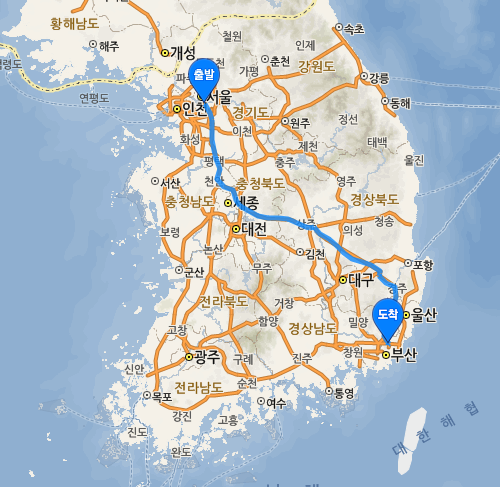 황해남도
해주
개성
철원
속초
인제
춘천
가평
강원도
강릉
연평도
출발
서울
인천
경기도
동해
원주
정선
이천
화성
제천
태백
평택
충주
울진
서산
천안
충청북도
영주
충청남도
세종
경상북도
보령
대전
상주
의성
청송
논산
김천
포항
군산
무주
대구
경주
전라북도
거창
도착
울산
고창
함양
경상남도
밀양
광주
구례
진주
창원
부산
신안
전라남도
순천
목포
여수
통영
강진
고흥
진도
완도
대한해협